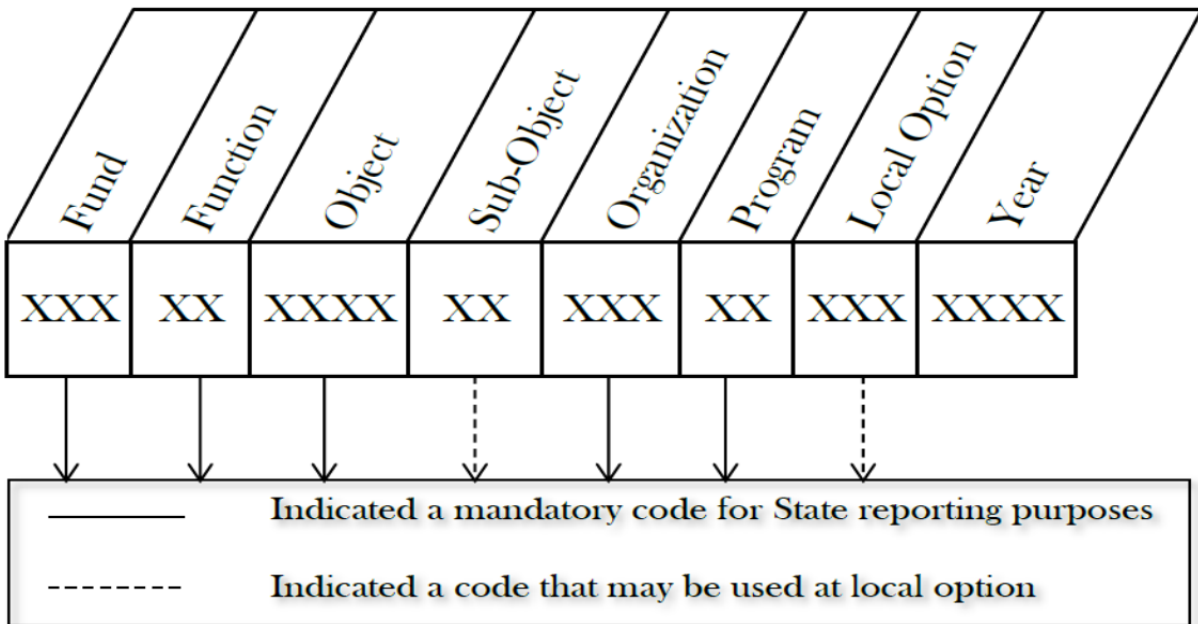 Fund
Function
Object
Sub-Object
Organization
Program
Local Option
Year
XXX
XX
XXXX
XX
XXX
XX
XXX
XXXX
Indicated a mandatory code for State reporting purposes
Indicated a code that may be used at local option